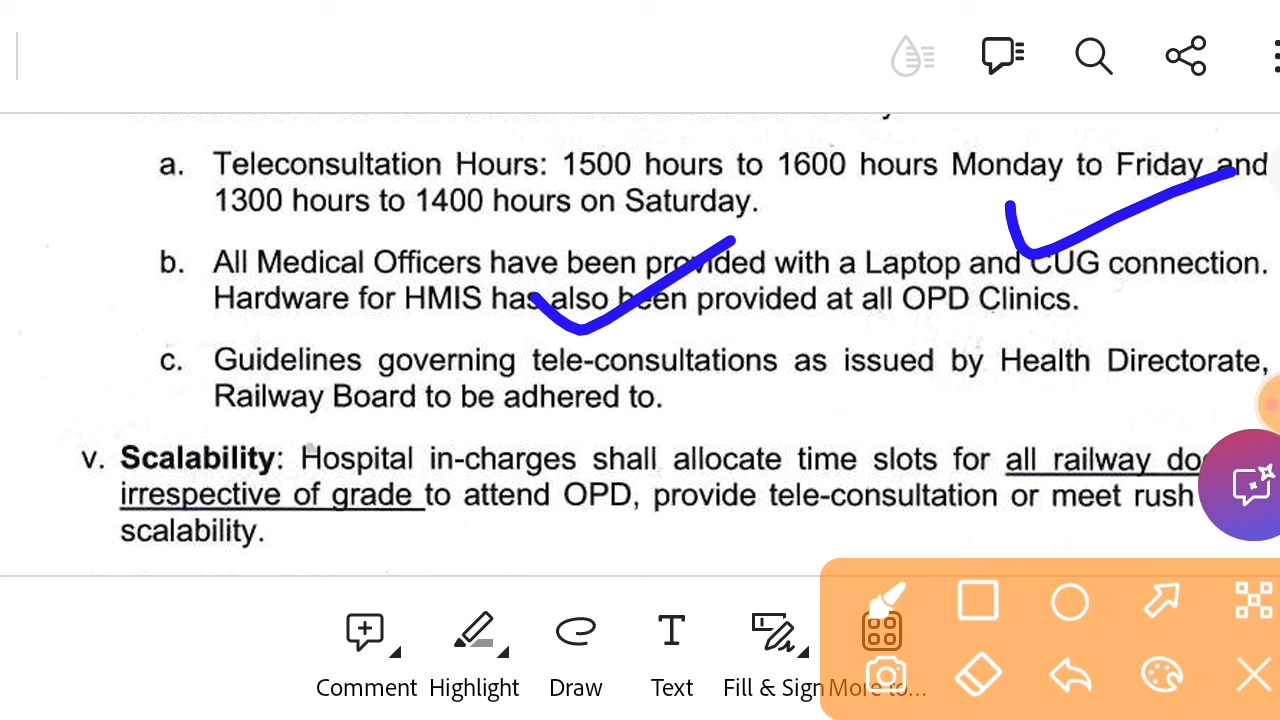 a. Teleconsultation Hours: 1500 hours to 1600 hours Monday to Friday and
1300 hours to 1400 hours on Saturday.
b. All Medical Officers have been provided with a Laptop and CUG connection.
Hardware for HMIS has also been provided at all OPD Clinics.
c. Guidelines governing tele-consultations as issued by Health Directorate,
Railway Board to be adhered to.
v. Scalability: Hospital in-charges shall allocate time slots for all railway
irrespective of grade to attend OPD, provide tele-consultation or meet rush
scalability.
Comment Highlight Draw Text Fill & Sign More